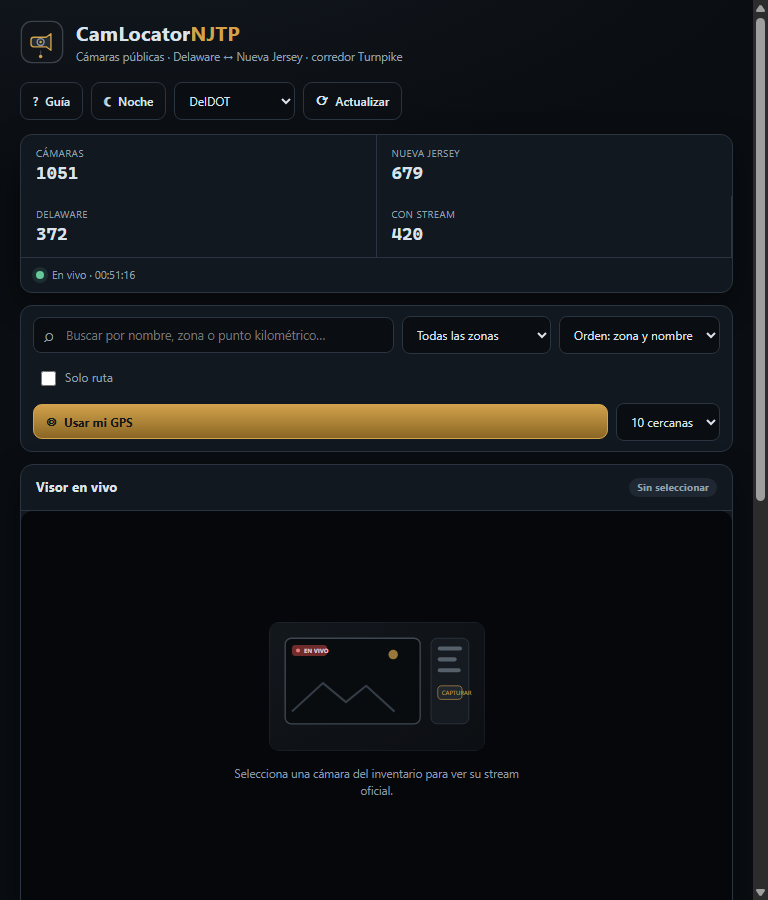 CamLocatorNJTP
Cámaras públicas · Delaware ↔ Nueva Jersey · corredor Turnpike
? Guía
Noche
DelDOT
Actualizar
CÁMARAS
1051
NUEVA JERSEY
679
DELAWARE
372
CON STREAM
420
En vivo · 00:51:16
Buscar por nombre, zona o punto kilométrico...
Todas las zonas
Orden: zona y nombre
Solo ruta
Usar mi GPS
10 cercanas
Visor en vivo
Sin seleccionar
EN VIVO
CAPTURAR
Selecciona una cámara del inventario para ver su stream
oficial.